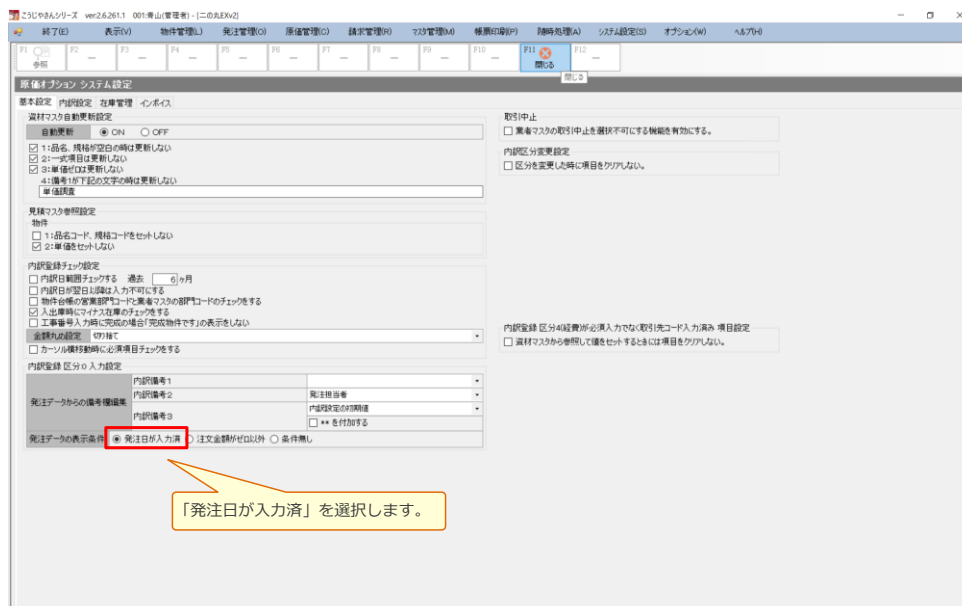 こうじやさんシリーズ ver.2.6.261.1 001:青山(管理者) - [二の丸EXv2]
終了(E) 表示(V) 物件管理(L) 発注管理(O) 原価管理(C) 請求管理(R) マスタ管理(M) 帳票印刷(P) 随時処理(A) システム設定(S) オプション(W) ヘルプ(H)
F1 F2 F3 F4 F5 F6 F7 F8 F9 F10 F11 F12
参照 閉じる
閉じる
原価オプション システム設定
基本設定 内訳設定 在庫管理 インボイス
資材マスタ自動更新設定
自動更新 ON OFF
1:品名、規格が空白の時は更新しない
2:一式項目は更新しない
3:単価ゼロは更新しない
4:備考1が下記の文字の時は更新しない
単価調査
見積マスタ参照設定
物件
1:品名コード、規格コードをセットしない
2:単価をセットしない
内訳登録チェック設定
内訳日範囲チェックする 過去 6 ヶ月
内訳日が翌日以降は入力不可にする
物件台帳の営業部門コードと業者マスタの部門コードのチェックをする
入出庫時にマイナス在庫のチェックをする
工事番号入力時に完成の場合「完成物件です」の表示をしない
金額丸め設定 切り捨て
カーソル横移動時に必須項目チェックをする
内訳登録 区分:0 入力設定
発注データからの備考欄編集
内訳備考1
内訳備考2 発注担当者
内訳備考3 内訳設定の初期値
** を付加する
発注データの表示条件 発注日が入力済 注文金額がゼロ以外 条件無し
取引中止
業者マスタの取引中止を選択不可にする機能を有効にする。
内訳区分変更設定
区分を変更した時に項目をクリアしない。
内訳登録 区分4(経費)が必須入力でなく取引先コード入力済み 項目設定
資材マスタから参照して値をセットするときには項目をクリアしない。
「発注日が入力済」を選択します。